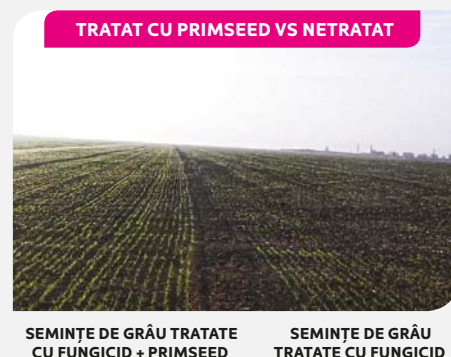 TRATAT CU PRIMSEED VS NETRATAT
SEMINȚE DE GRÂU TRATATE
CU FUNGICID + PRIMSEED
SEMINȚE DE GRÂU
TRATATE CU FUNGICID